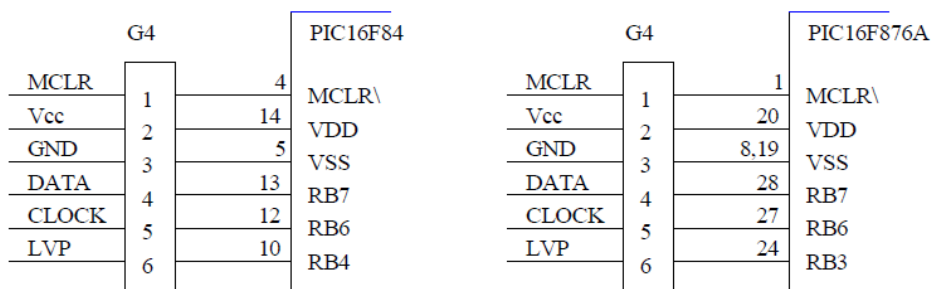 G4 PIC16F84
MCLR 1 4 MCLR\
Vcc 2 14 VDD
GND 3 5 VSS
DATA 4 13 RB7
CLOCK 5 12 RB6
LVP 6 10 RB4
G4 PIC16F876A
MCLR 1 1 MCLR\
Vcc 2 20 VDD
GND 3 8,19 VSS
DATA 4 28 RB7
CLOCK 5 27 RB6
LVP 6 24 RB3